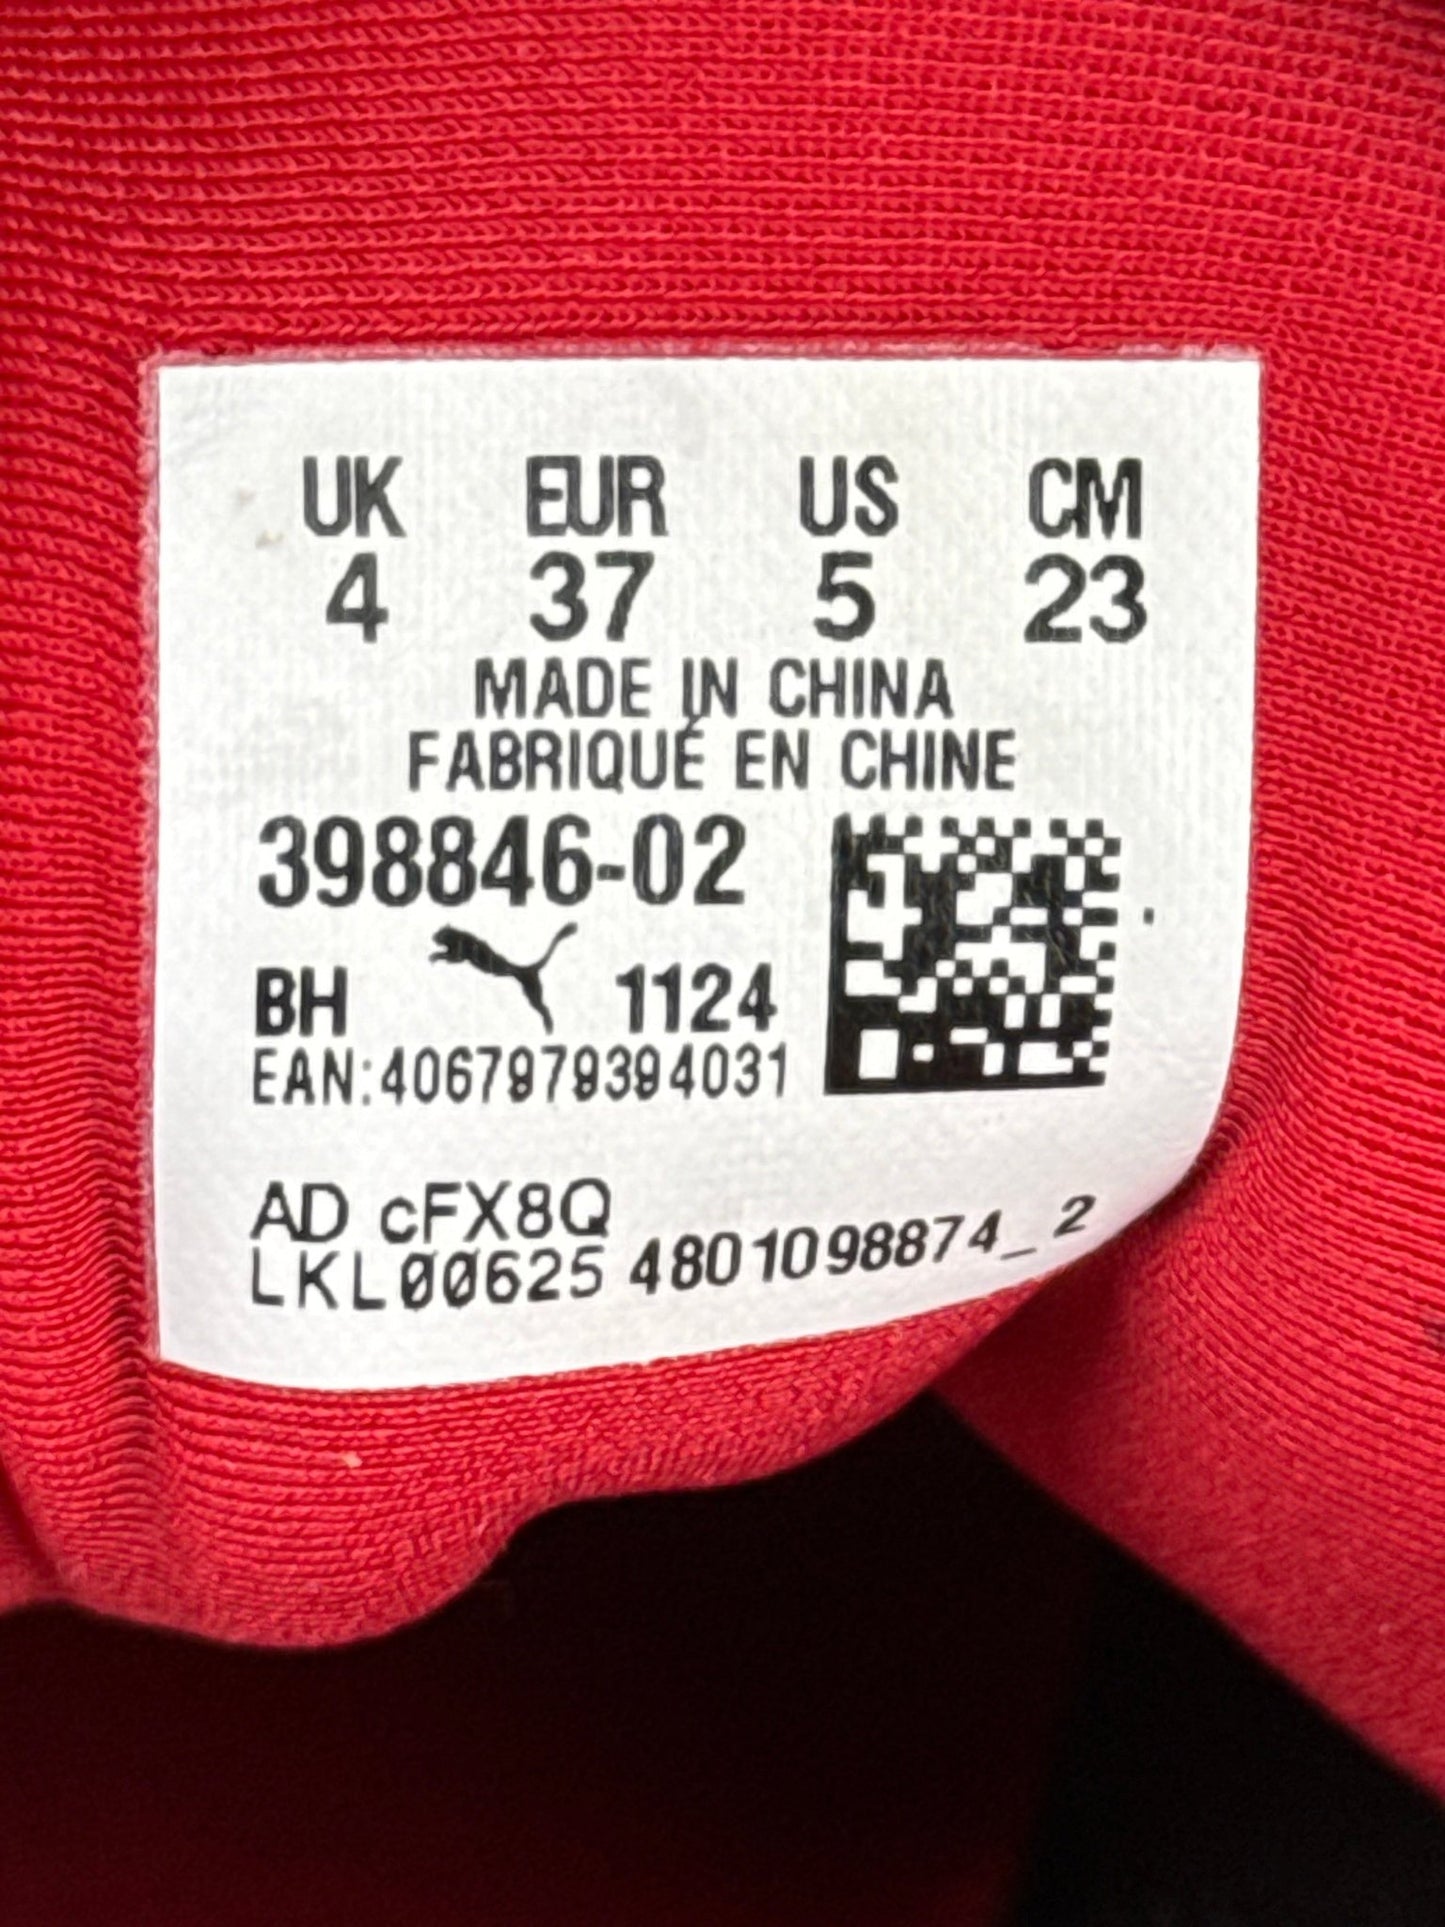 UK EUR US CM
4 37 5 23
MADE IN CHINA
FABRIQUÉ EN CHINE
398846-02
BH 1124
EAN:4067979394031
AD cFX8Q
LKL00625 4801098874_2